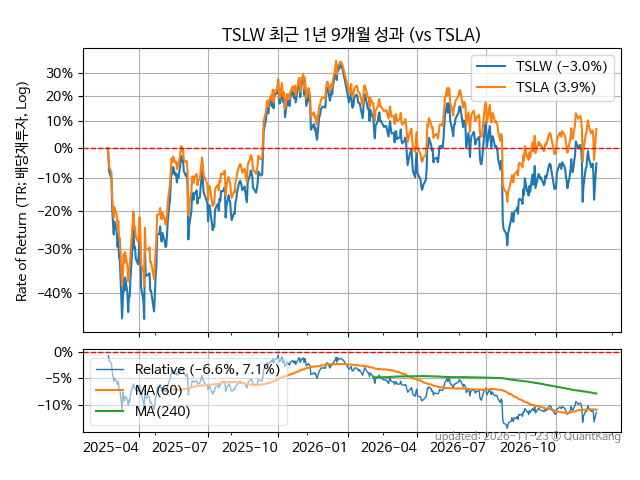 TSLW 최근 1년 9개월 성과 (vs TSLA)
Rate of Return (TR: 배당재투자, Log)
30%
20%
10%
0%
−10%
−20%
−30%
−40%
TSLW (−3.0%)
TSLA (3.9%)
0%
−5%
−10%
Relative (−6.6%, 7.1%)
MA(60)
MA(240)
2025−04
2025−07
2025−10
2026−01
2026−04
2026−07
2026−10
updated: 2026−11−23 © QuantKang